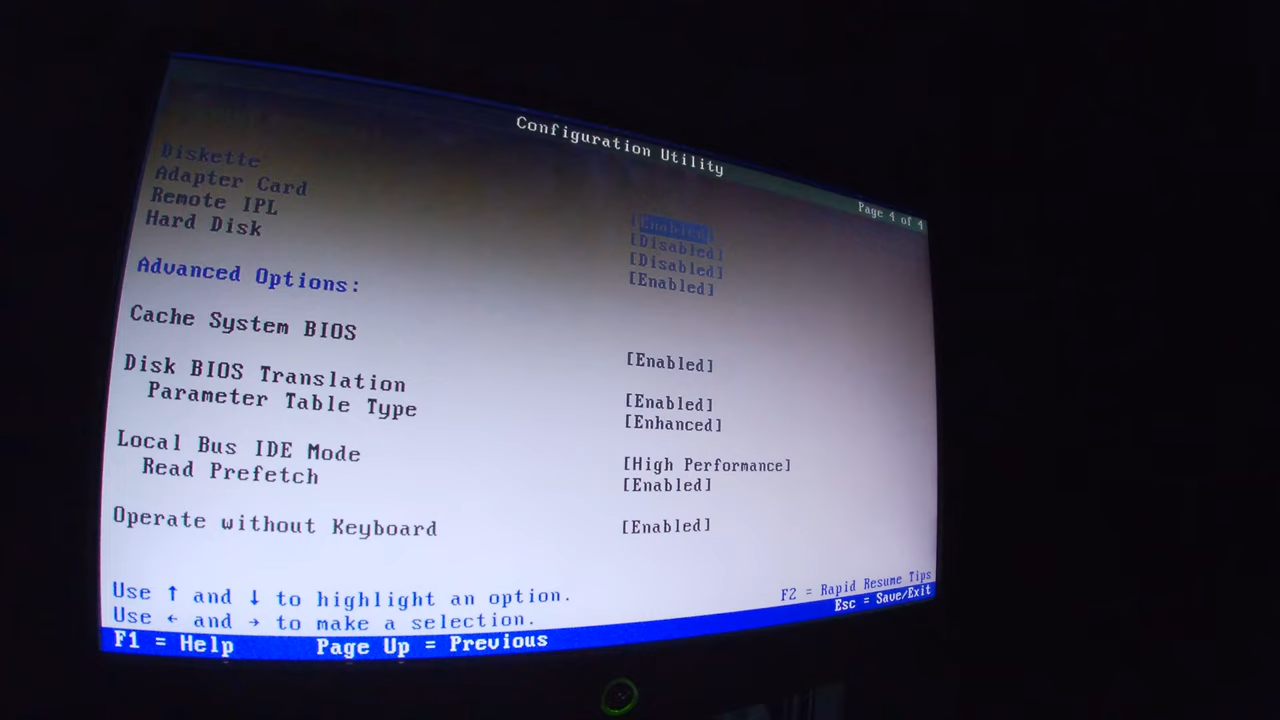 Configuration Utility
Page 4 of 4
Diskette [Enabled]
Adapter Card [Disabled]
Remote IPL [Disabled]
Hard Disk [Enabled]
Advanced Options:
Cache System BIOS [Enabled]
Disk BIOS Translation [Enabled]
Parameter Table Type [Enhanced]
Local Bus IDE Mode [High Performance]
Read Prefetch [Enabled]
Operate without Keyboard [Enabled]
Use ↑ and ↓ to highlight an option. F2 = Rapid Resume Tips
Use ← and → to make a selection. Esc = Save/Exit
F1 = Help Page Up = Previous